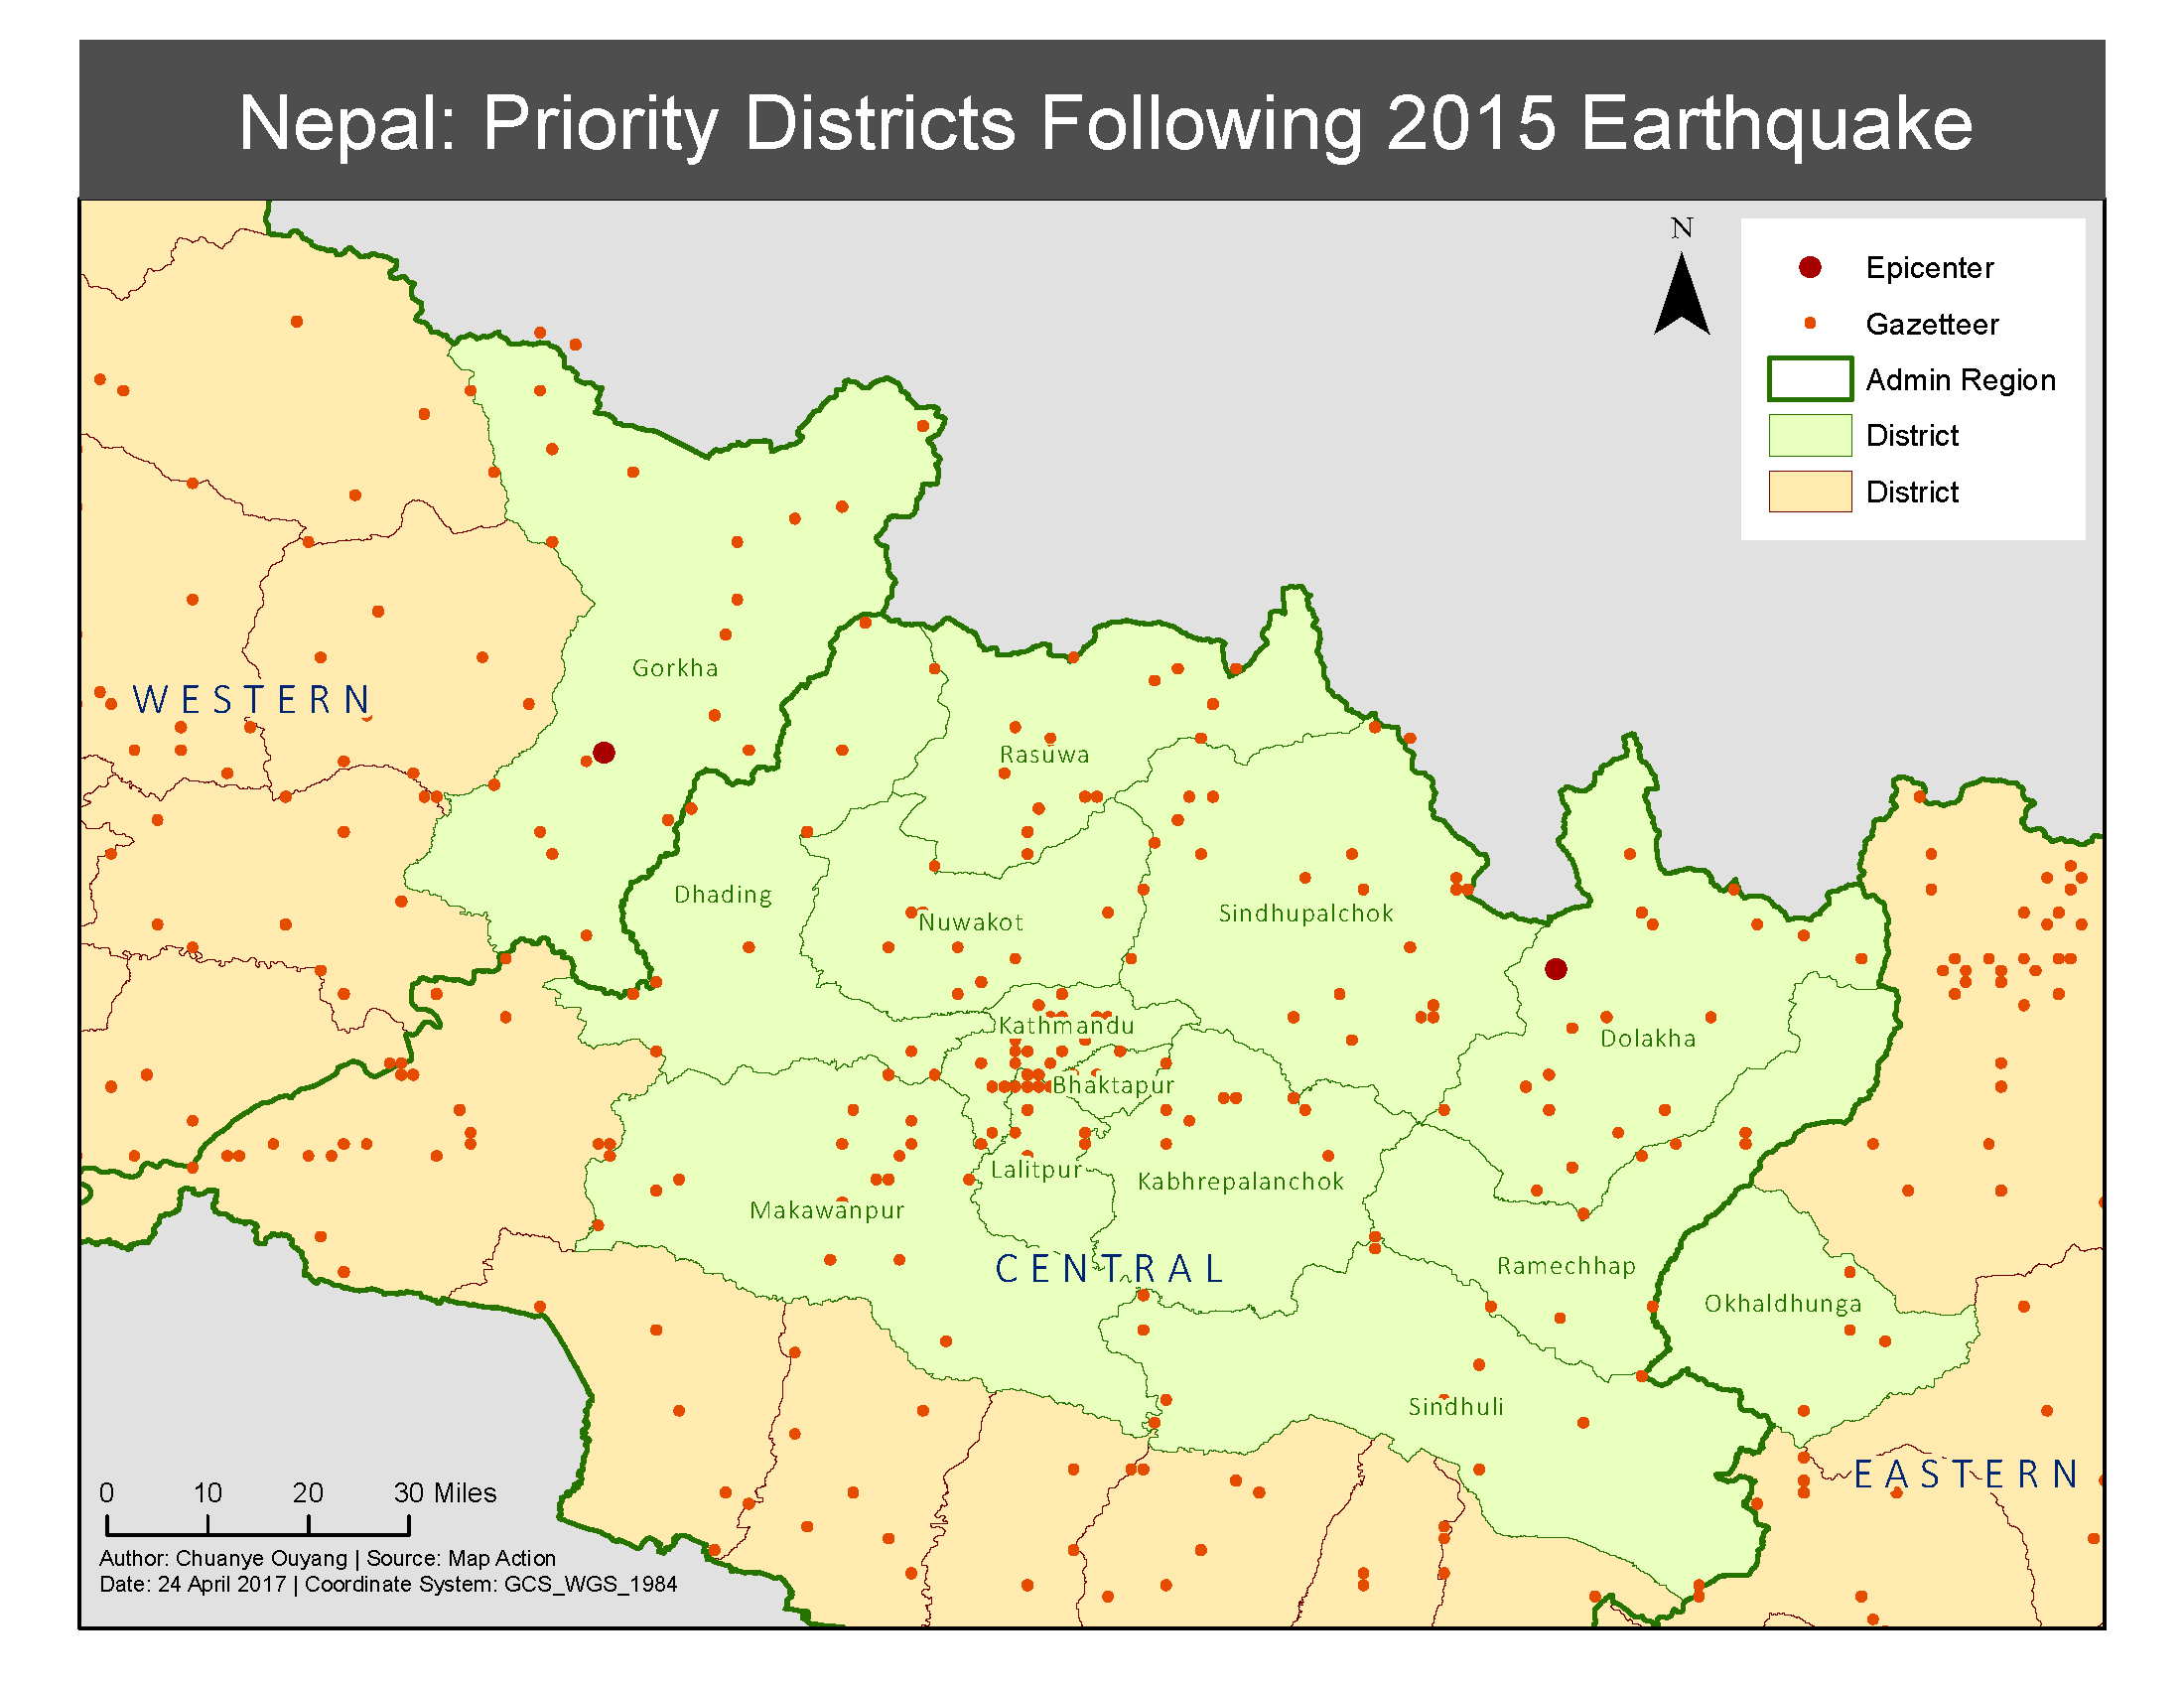 Nepal: Priority Districts Following 2015 Earthquake
N
Epicenter
Gazetteer
Admin Region
District
District
Gorkha
WESTERN
Rasuwa
Dhading
Nuwakot
Sindhupalchok
Kathmandu
Dolakha
Bhaktapur
Lalitpur
Kabhrepalanchok
Makawanpur
CENTRAL
Ramechhap
Okhaldhunga
Sindhuli
EASTERN
0 10 20 30 Miles
Author: Chuanye Ouyang | Source: Map Action
Date: 24 April 2017 | Coordinate System: GCS_WGS_1984